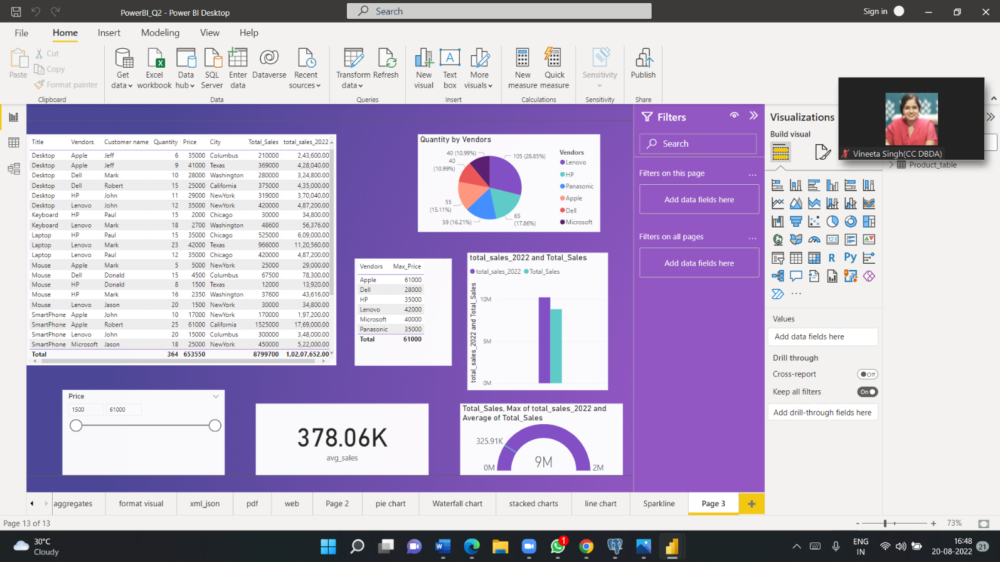 PowerBI_Q2 - Power BI Desktop
Search
Sign in
File Home Insert Modeling View Help
Paste
Cut
Copy
Format painter
Clipboard
Get data
Excel workbook
Data hub
SQL Server
Enter data
Dataverse
Recent sources
Data
Transform data
Refresh
Queries
New visual
Text box
More visuals
Insert
New measure
Quick measure
Calculations
Sensitivity
Sensitivity
Publish
Share
Title Vendors Customer name Quantity Price City Total_Sales total_sales_2022
Desktop Apple Jeff 6 35000 Columbus 210000 2,43,600.00
Desktop Apple Jeff 9 41000 Texas 369000 4,28,040.00
Desktop Dell Mark 10 28000 Washington 280000 3,24,800.00
Desktop Dell Robert 15 25000 California 375000 4,35,000.00
Desktop HP John 11 29000 NewYork 319000 3,70,040.00
Desktop Lenovo John 12 35000 NewYork 420000 4,87,200.00
Keyboard HP Paul 15 2000 Chicago 30000 34,800.00
Keyboard Lenovo Mark 18 2700 Washington 48600 56,376.00
Laptop HP Paul 15 35000 Chicago 525000 6,09,000.00
Laptop Lenovo Mark 23 42000 Texas 966000 11,20,560.00
Laptop Lenovo Paul 12 35000 Chicago 420000 4,87,200.00
Mouse Apple Mark 5 5000 NewYork 25000 29,000.00
Mouse Dell Donald 15 4500 Columbus 67500 78,300.00
Mouse HP Donald 8 1500 Texas 12000 13,920.00
Mouse HP Mark 16 2350 Washington 37600 43,616.00
Mouse Lenovo Jason 20 1500 NewYork 30000 34,800.00
SmartPhone Apple John 10 17000 NewYork 170000 1,97,200.00
SmartPhone Apple Robert 25 61000 California 1525000 17,69,000.00
SmartPhone Lenovo John 20 15000 Columbus 300000 3,48,000.00
SmartPhone Microsoft Jason 18 25000 NewYork 450000 5,22,000.00
Total 364 653550 8799700 1,02,07,652.00
Quantity by Vendors
105 (28.85%)
65 (17.86%)
59 (16.21%)
55 (15.11%)
40 (10.99%)
40 (10.99%)
Vendors
Lenovo
HP
Panasonic
Apple
Dell
Microsoft
Vendors Max_Price
Apple 61000
Dell 28000
HP 35000
Lenovo 42000
Microsoft 40000
Panasonic 35000
Total 61000
total_sales_2022 and Total_Sales
total_sales_2022 Total_Sales
total_sales_2022 and Total_Sales
10M
5M
0M
Price
1500 61000
378.06K
avg_sales
Total_Sales, Max of total_sales_2022 and
Average of Total_Sales
325.91K
0M 9M 2M
Filters
Search
Filters on this page ...
Add data fields here
Filters on all pages ...
Add data fields here
Visualizations
Build visual
123
R Py
...
Values
Add data fields here
Drill through
Cross-report Off
Keep all filters On
Add drill-through fields here
Vineeta Singh(CC DBDA)
Product_table
aggregates format visual xml_json pdf web Page 2 pie chart Waterfall chart stacked charts line chart Sparkline Page 3 +
Page 13 of 13
- + 73%
30°C
Cloudy
1
ENG
IN
16:48
20-08-2022
21